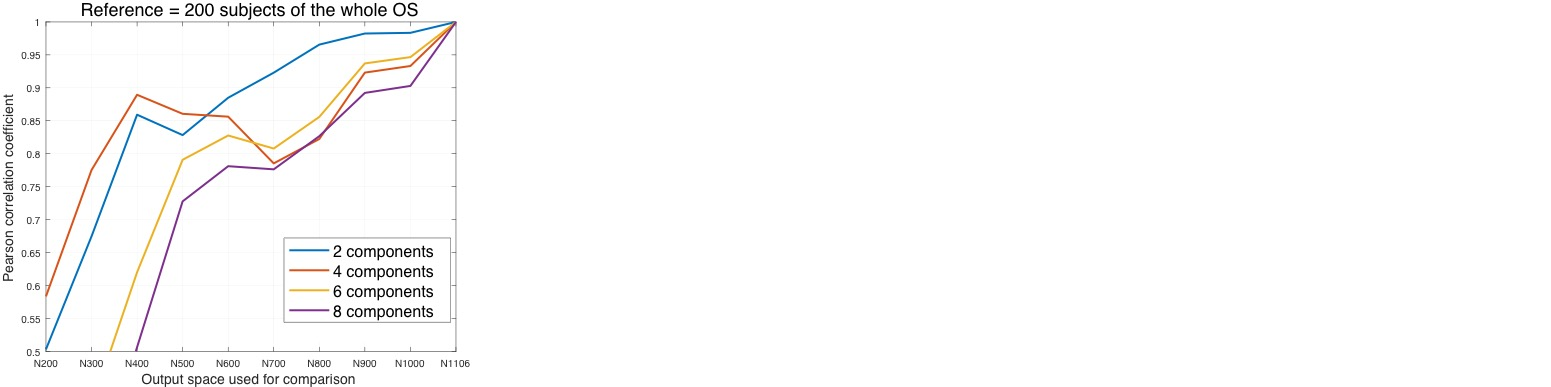 Reference = 200 subjects of the whole OS
Pearson correlation coefficient
1
0.95
0.9
0.85
0.8
0.75
0.7
0.65
0.6
0.55
0.5
2 components
4 components
6 components
8 components
N200 N300 N400 N500 N600 N700 N800 N900 N1000 N1106
Output space used for comparison